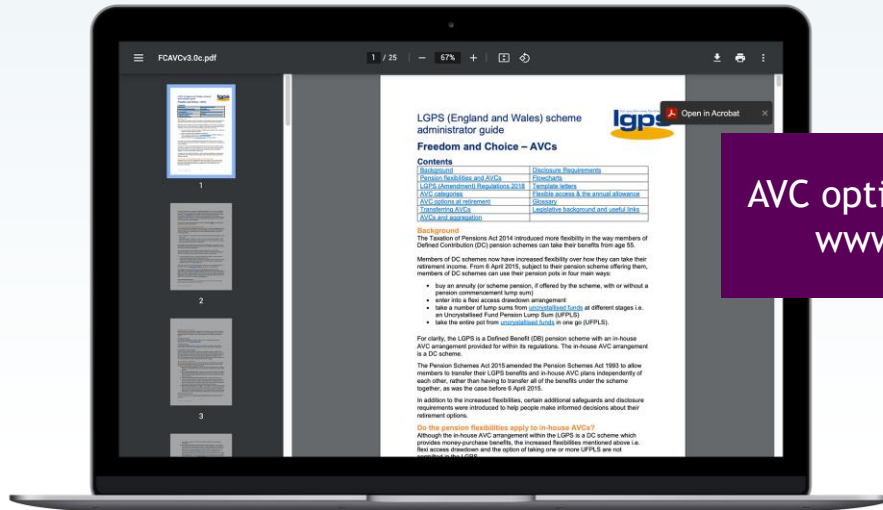 FCAVCv3.0c.pdf
1 / 25 | − 67% +
Open in Acrobat ×
LGPS (England and Wales) scheme
administrator guide
lgps
Freedom and Choice – AVCs
Contents
Background Disclosure Requirements
Pension flexibilities and AVCs Flowcharts
LGPS (Amendment) Regulations 2018 Template letters
AVC categories Flexible access & the annual allowance
AVC options at retirement Glossary
Transferring AVCs Legislative background and useful links
AVCs and aggregation
Background
The Taxation of Pensions Act 2014 introduced more flexibility in the way members of
Defined Contribution (DC) pension schemes can take their benefits from age 55.
Members of DC schemes now have increased flexibility over how they can take their
retirement income. From 6 April 2015, subject to their pension scheme offering them,
members of DC schemes can use their pension pots in four main ways:
• buy an annuity (or scheme pension, if offered by the scheme, with or without a
pension commencement lump sum)
• enter into a flexi access drawdown arrangement
• take a number of lump sums from uncrystallised funds at different stages i.e.
an Uncrystallised Fund Pension Lump Sum (UFPLS)
• take the entire pot from uncrystallised funds in one go (UFPLS).
For clarity, the LGPS is a Defined Benefit (DB) pension scheme with an in-house
AVC arrangement provided for within its regulations. The in-house AVC arrangement
is a DC scheme.
The Pension Schemes Act 2015 amended the Pension Schemes Act 1993 to allow
members to transfer their LGPS benefits and in-house AVC plans independently of
each other, rather than having to transfer all of the benefits under the scheme
together, as was the case before 6 April 2015.
In addition to the increased flexibilities, certain additional safeguards and disclosure
requirements were introduced to help people make informed decisions about their
retirement options.
Do the pension flexibilities apply to in-house AVCs?
Although the in-house AVC arrangement within the LGPS is a DC scheme which
provides money-purchase benefits, the increased flexibilities mentioned above i.e.
flexi access drawdown and the option of taking one or more UFPLS are not
1
2
3
AVC opti
www